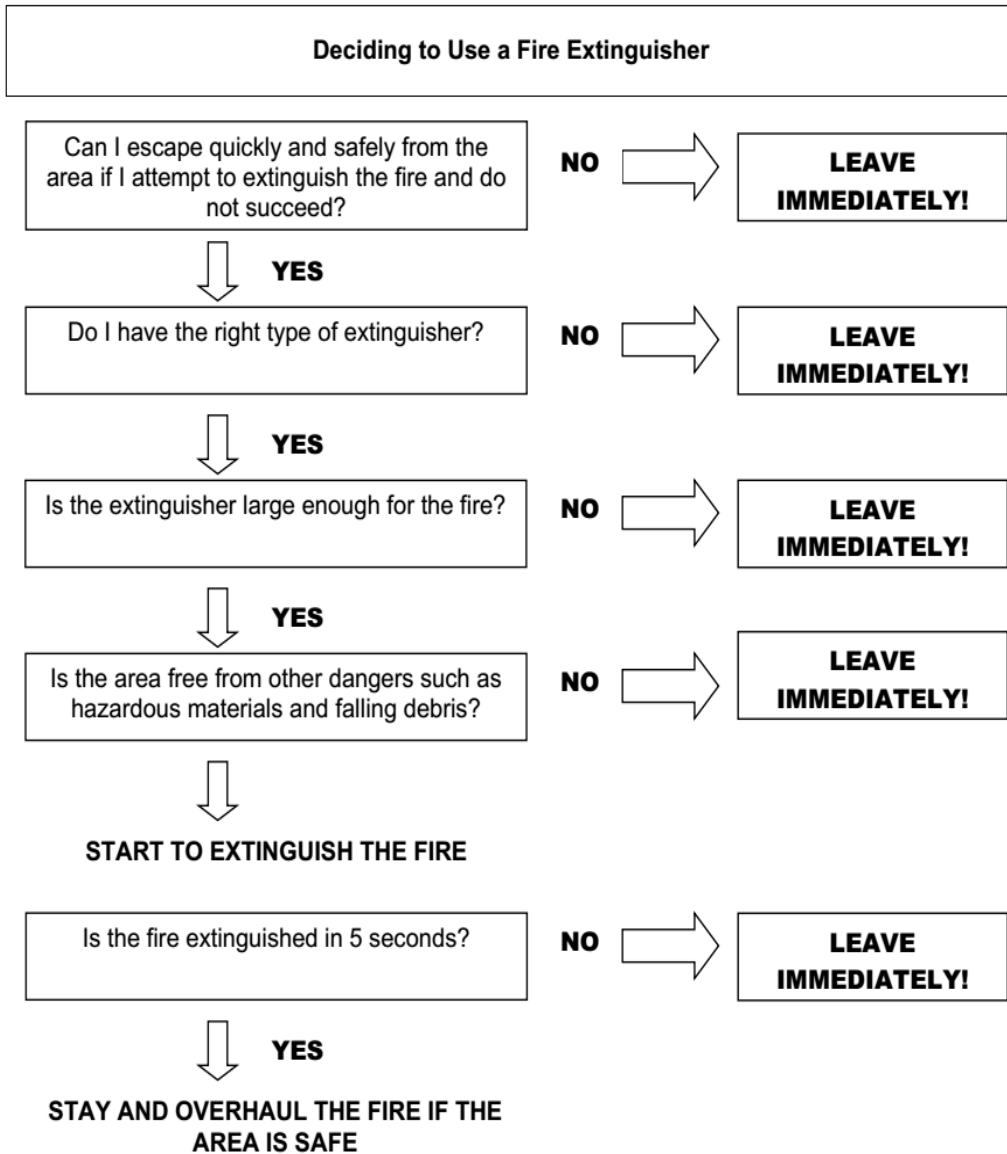 Deciding to Use a Fire Extinguisher
Can I escape quickly and safely from the
area if I attempt to extinguish the fire and do
not succeed?
NO
LEAVE
IMMEDIATELY!
YES
Do I have the right type of extinguisher?
NO
LEAVE
IMMEDIATELY!
YES
Is the extinguisher large enough for the fire?
NO
LEAVE
IMMEDIATELY!
YES
Is the area free from other dangers such as
hazardous materials and falling debris?
NO
LEAVE
IMMEDIATELY!
START TO EXTINGUISH THE FIRE
Is the fire extinguished in 5 seconds?
NO
LEAVE
IMMEDIATELY!
YES
STAY AND OVERHAUL THE FIRE IF THE
AREA IS SAFE